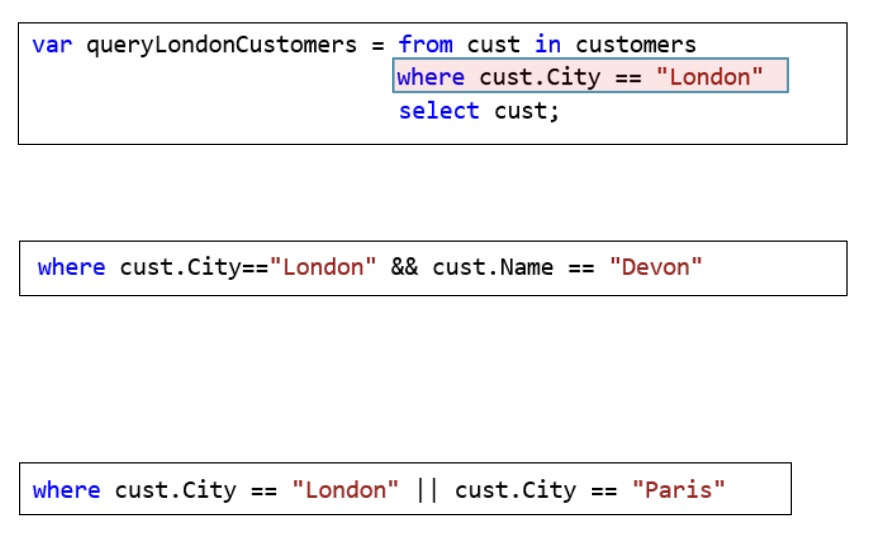 var queryLondonCustomers = from cust in customers
where cust.City == "London"
select cust;
where cust.City=="London" && cust.Name == "Devon"
where cust.City == "London" || cust.City == "Paris"